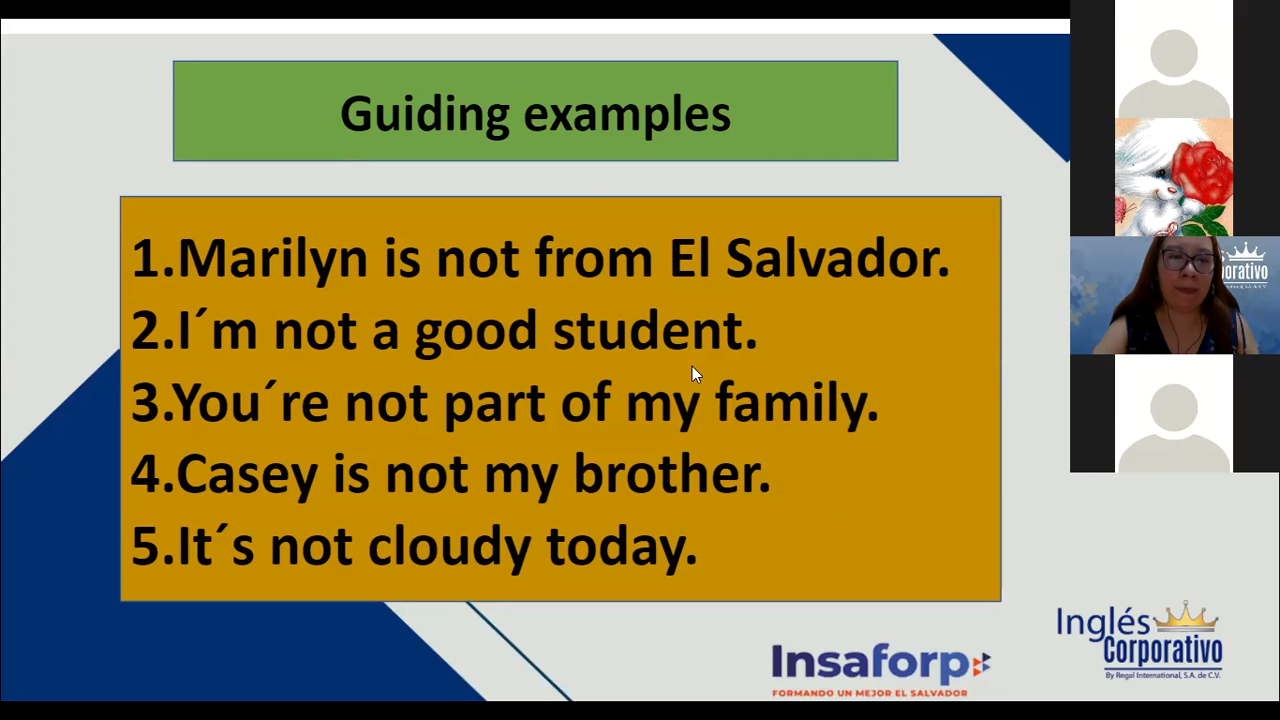 Guiding examples
1.Marilyn is not from El Salvador.
2.I´m not a good student.
3.You´re not part of my family.
4.Casey is not my brother.
5.It´s not cloudy today.
Insaforp
FORMANDO UN MEJOR EL SALVADOR
Inglés
Corporativo
By Regal International, S.A. de C.V.
orativo